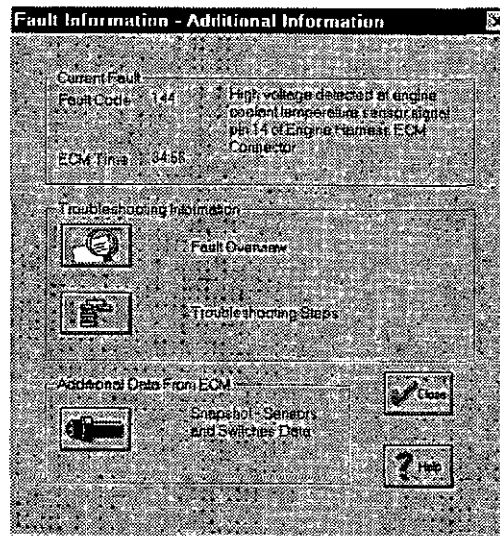 Fault Information - Additional Information
Current Fault
Fault Code 144
High voltage detected at engine
coolant temperature sensor signal
pin 14 of Engine Harness ECM
Connector
ECM Time 34:58
Troubleshooting Information
Fault Overview
Troubleshooting Steps
Additional Data From ECM
Snapshot - Sensors
and Switches Data
Close
Help